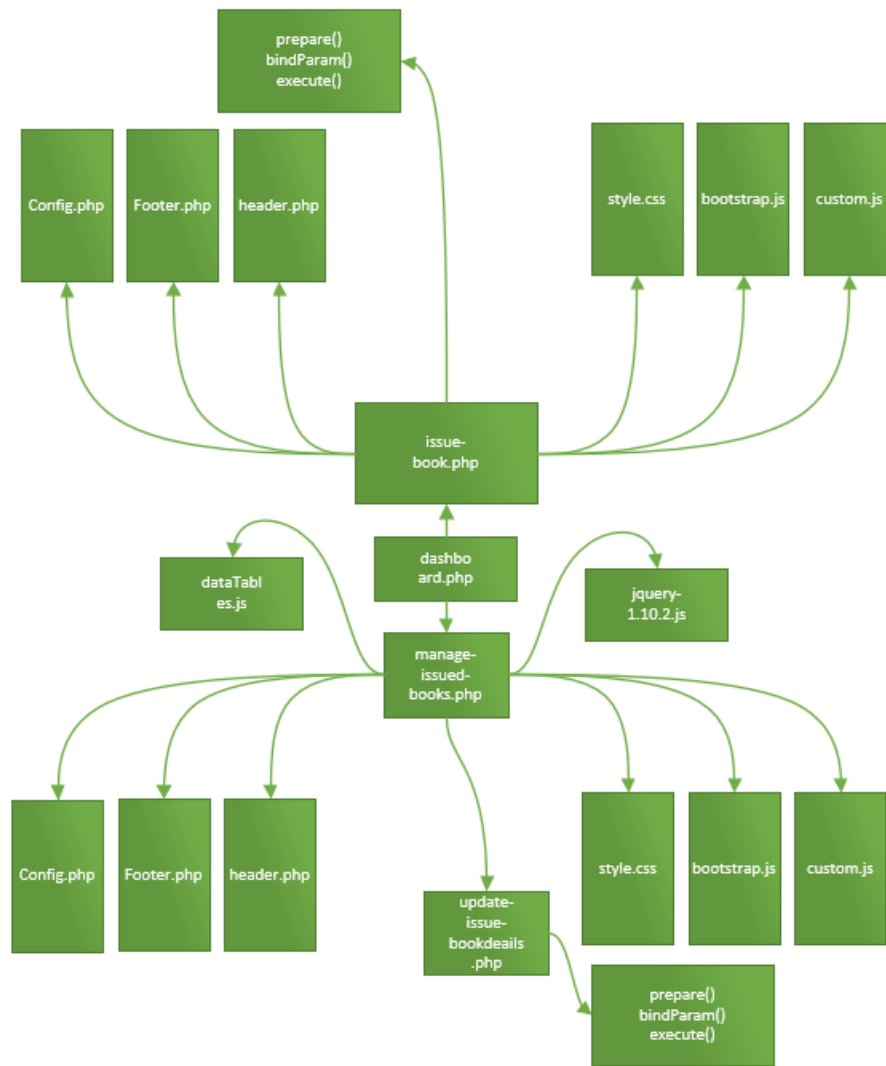 prepare()
bindParam()
execute()
Config.php
Footer.php
header.php
style.css
bootstrap.js
custom.js
issue-
book.php
dataTabl
es.js
dashbo
ard.php
jquery-
1.10.2.js
manage-
issued-
books.php
Config.php
Footer.php
header.php
style.css
bootstrap.js
custom.js
update-
issue-
bookdeails
.php
prepare()
bindParam()
execute()